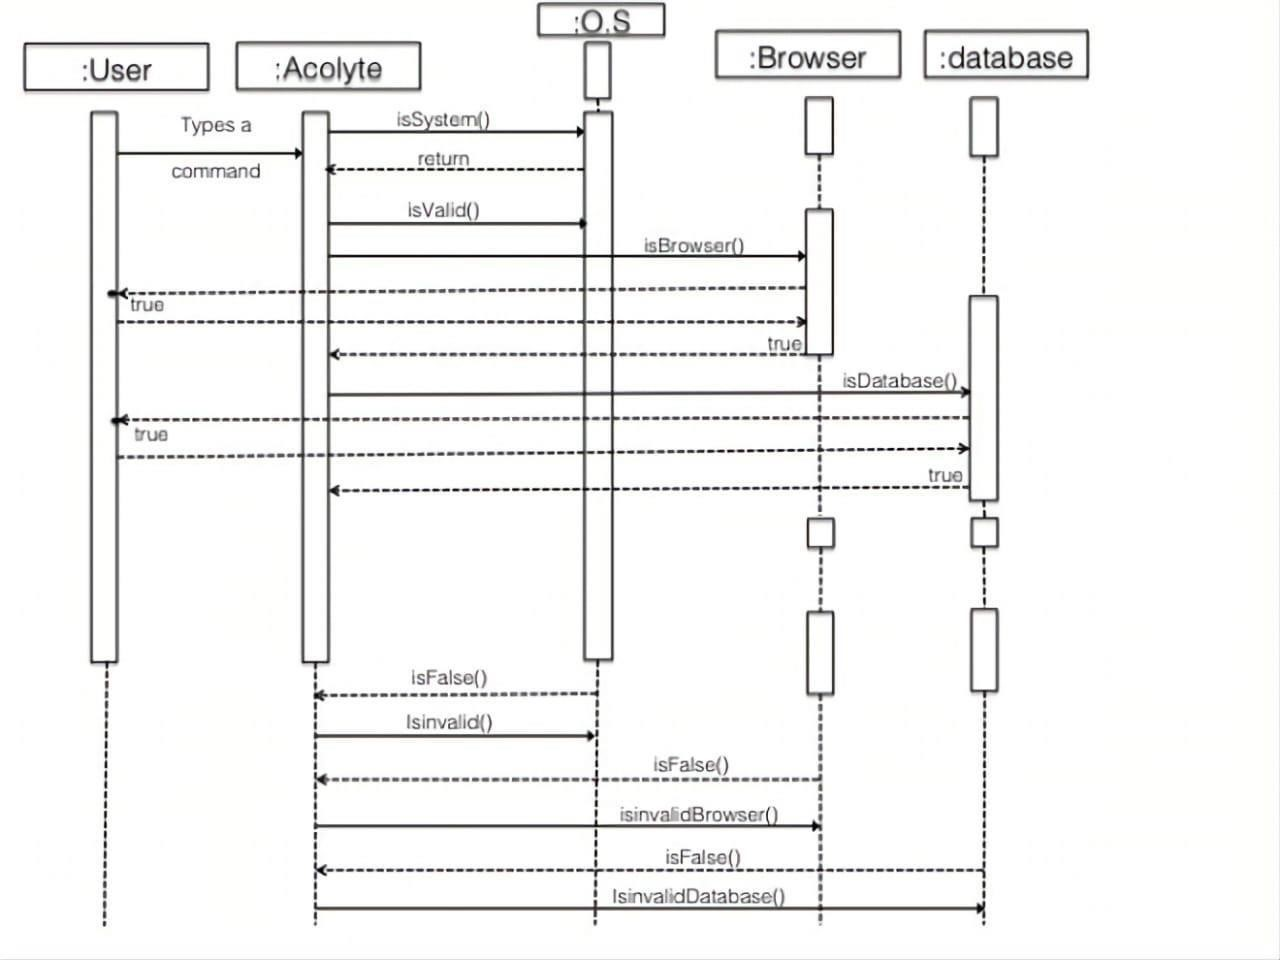 :O.S
:User
:Acolyte
:Browser
:database
Types a
command
isSystem()
return
isValid()
isBrowser()
true
true
isDatabase()
true
true
isFalse()
Isinvalid()
isFalse()
isinvalidBrowser()
isFalse()
IsinvalidDatabase()